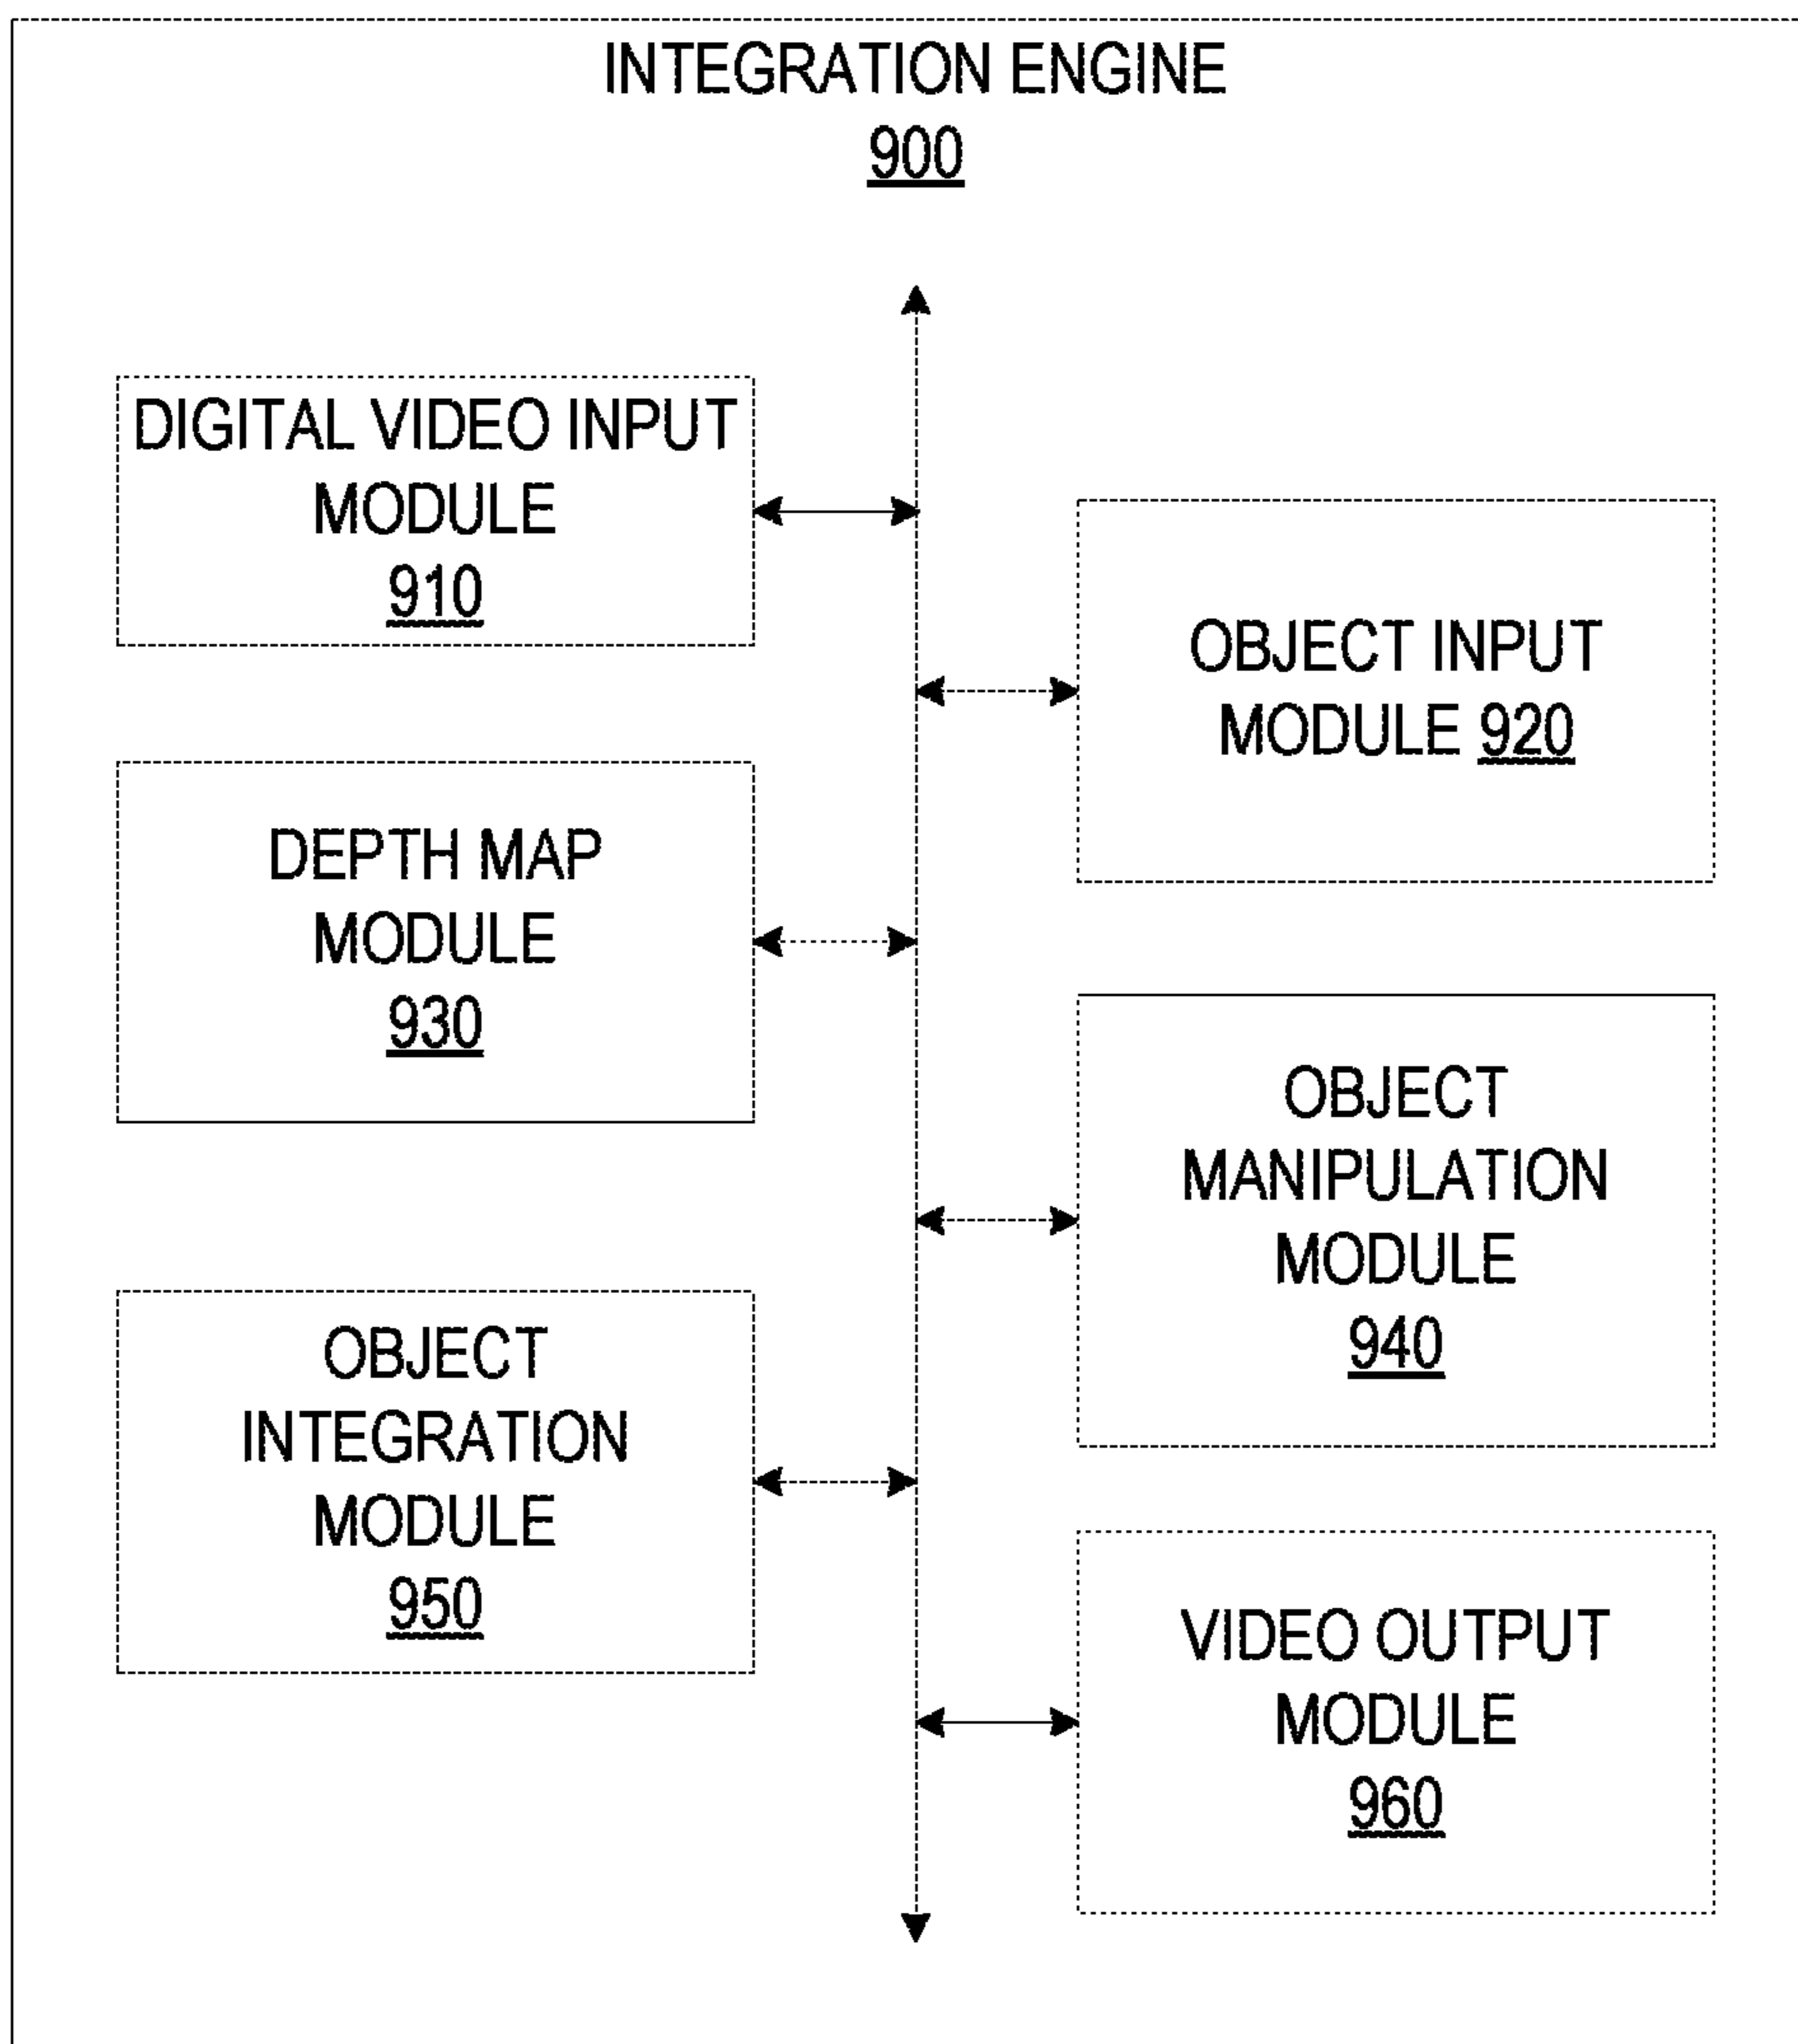 INTEGRATION ENGINE
900
DIGITAL VIDEO INPUT
MODULE
910
OBJECT INPUT
MODULE 920
DEPTH MAP
MODULE
930
OBJECT
MANIPULATION
MODULE
940
OBJECT
INTEGRATION
MODULE
950
VIDEO OUTPUT
MODULE
960